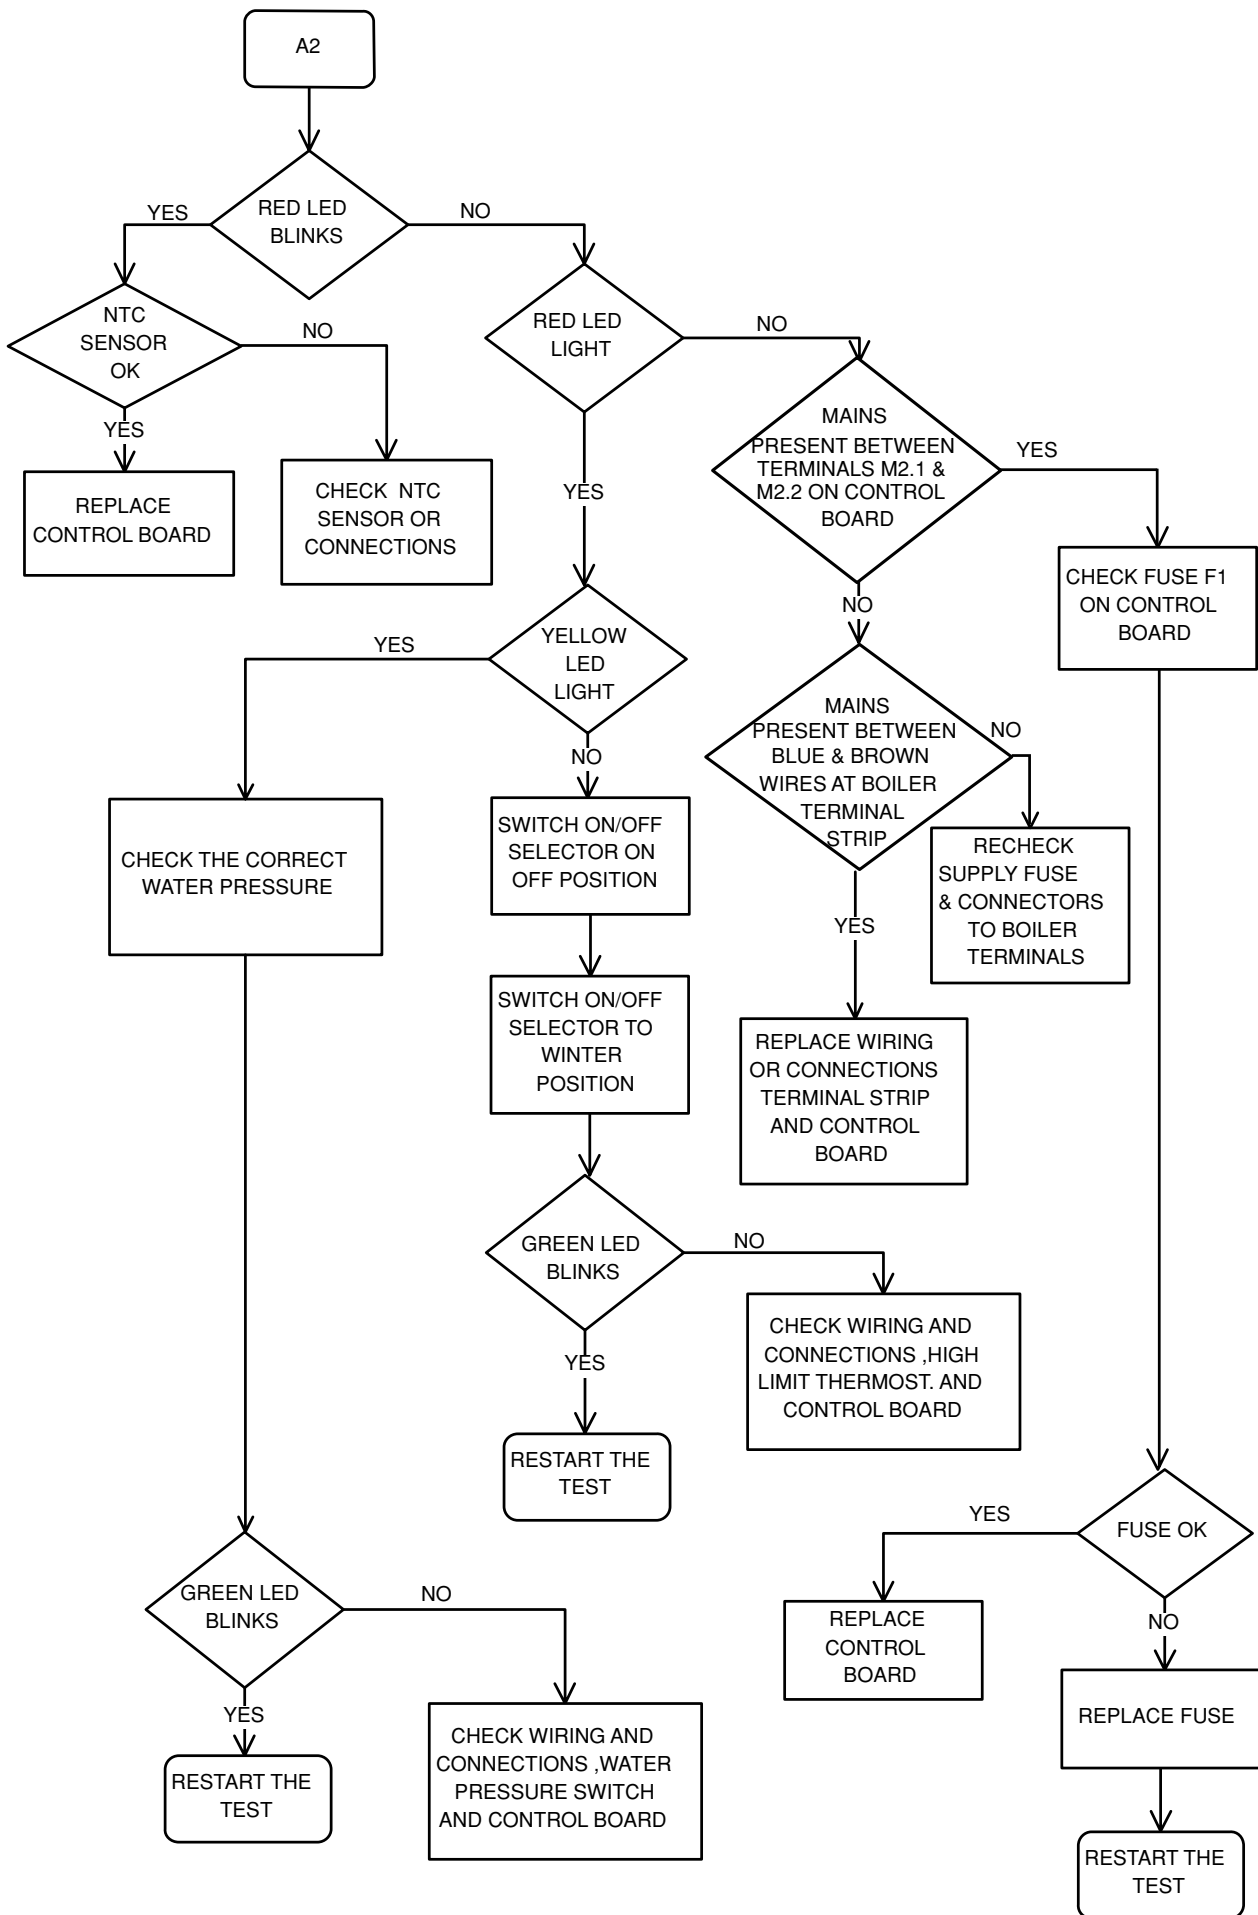 A2
RED LED
BLINKS
YES
NO
NTC
SENSOR
OK
NO
YES
REPLACE
CONTROL BOARD
CHECK NTC
SENSOR OR
CONNECTIONS
RED LED
LIGHT
NO
YES
MAINS
PRESENT BETWEEN
TERMINALS M2.1 &
M2.2 ON CONTROL
BOARD
YES
NO
CHECK FUSE F1
ON CONTROL
BOARD
YELLOW
LED
LIGHT
YES
NO
MAINS
PRESENT BETWEEN
BLUE & BROWN
WIRES AT BOILER
TERMINAL
STRIP
NO
YES
RECHECK
SUPPLY FUSE
& CONNECTORS
TO BOILER
TERMINALS
CHECK THE CORRECT
WATER PRESSURE
SWITCH ON/OFF
SELECTOR ON
OFF POSITION
SWITCH ON/OFF
SELECTOR TO
WINTER
POSITION
REPLACE WIRING
OR CONNECTIONS
TERMINAL STRIP
AND CONTROL
BOARD
GREEN LED
BLINKS
NO
YES
CHECK WIRING AND
CONNECTIONS ,HIGH
LIMIT THERMOST. AND
CONTROL BOARD
RESTART THE
TEST
FUSE OK
YES
NO
REPLACE
CONTROL
BOARD
REPLACE FUSE
RESTART THE
TEST
GREEN LED
BLINKS
NO
YES
CHECK WIRING AND
CONNECTIONS ,WATER
PRESSURE SWITCH
AND CONTROL BOARD
RESTART THE
TEST